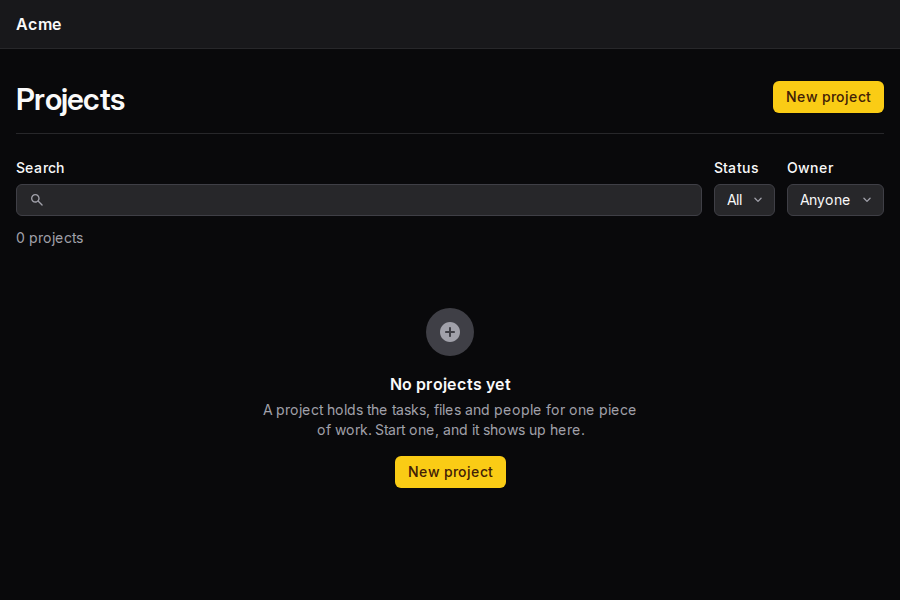 Acme
Projects
New project
Search
Status
Owner
All
Anyone
0 projects
No projects yet
A project holds the tasks, files and people for one piece
of work. Start one, and it shows up here.
New project